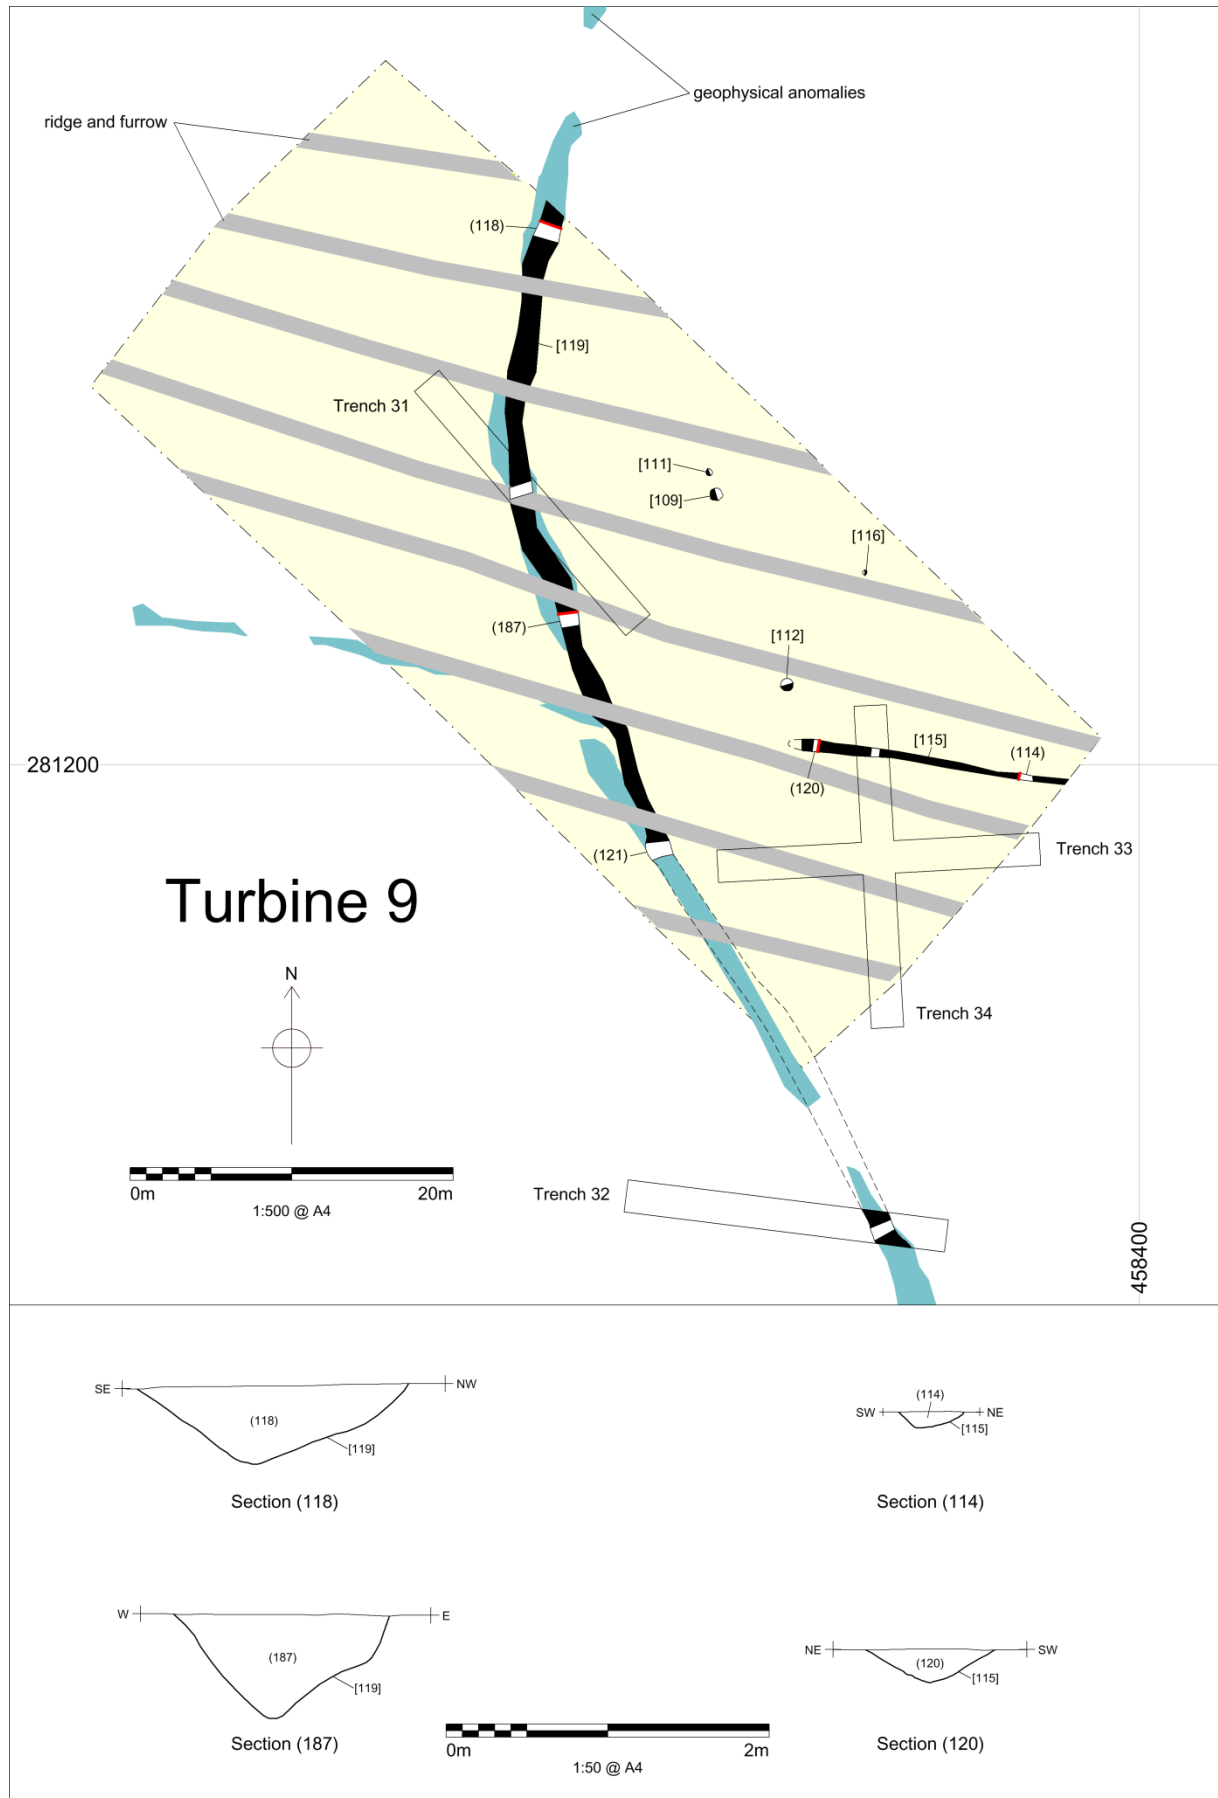 geophysical anomalies
ridge and furrow
(118)
[119]
Trench 31
[111]
[109]
[116]
(187)
[112]
[115]
(114)
281200
(120)
(121)
Trench 33
Turbine 9
N
Trench 34
0m
20m
1:500 @ A4
Trench 32
458400
SE
NW
(118)
[119]
Section (118)
(114)
SW
NE
[115]
Section (114)
W
E
(187)
[119]
Section (187)
NE
SW
(120)
[115]
Section (120)
0m
2m
1:50 @ A4